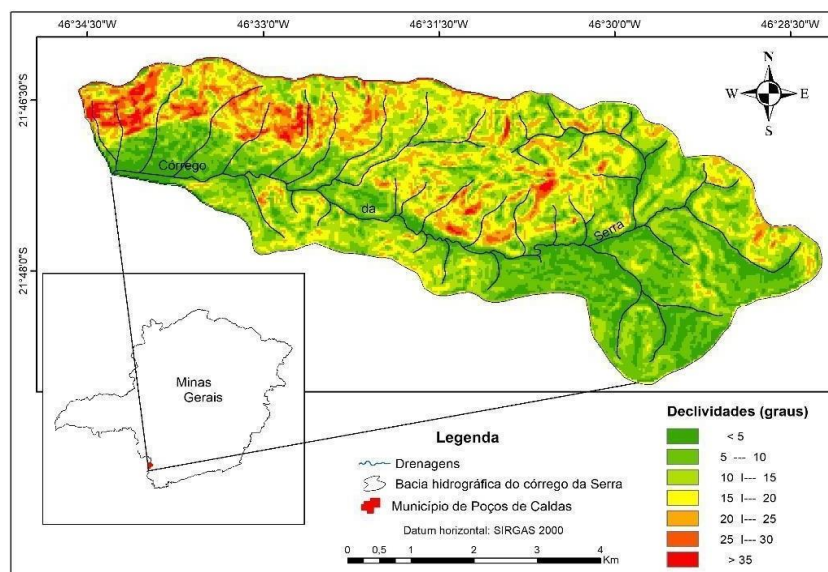 46°34'30"W 46°33'0"W 46°31'30"W 46°30'0"W 46°28'30"W
21°46'30"S
21°48'0"S
N
W E
S
Córrego
da
Serra
Minas
Gerais
Legenda
Drenagens
Bacia hidrográfica do córrego da Serra
Município de Poços de Caldas
Datum horizontal: SIRGAS 2000
0 0,5 1 2 3 4
Km
Declividades (graus)
< 5
5 --- 10
10 I--- 15
15 I--- 20
20 I--- 25
25 I--- 30
> 35